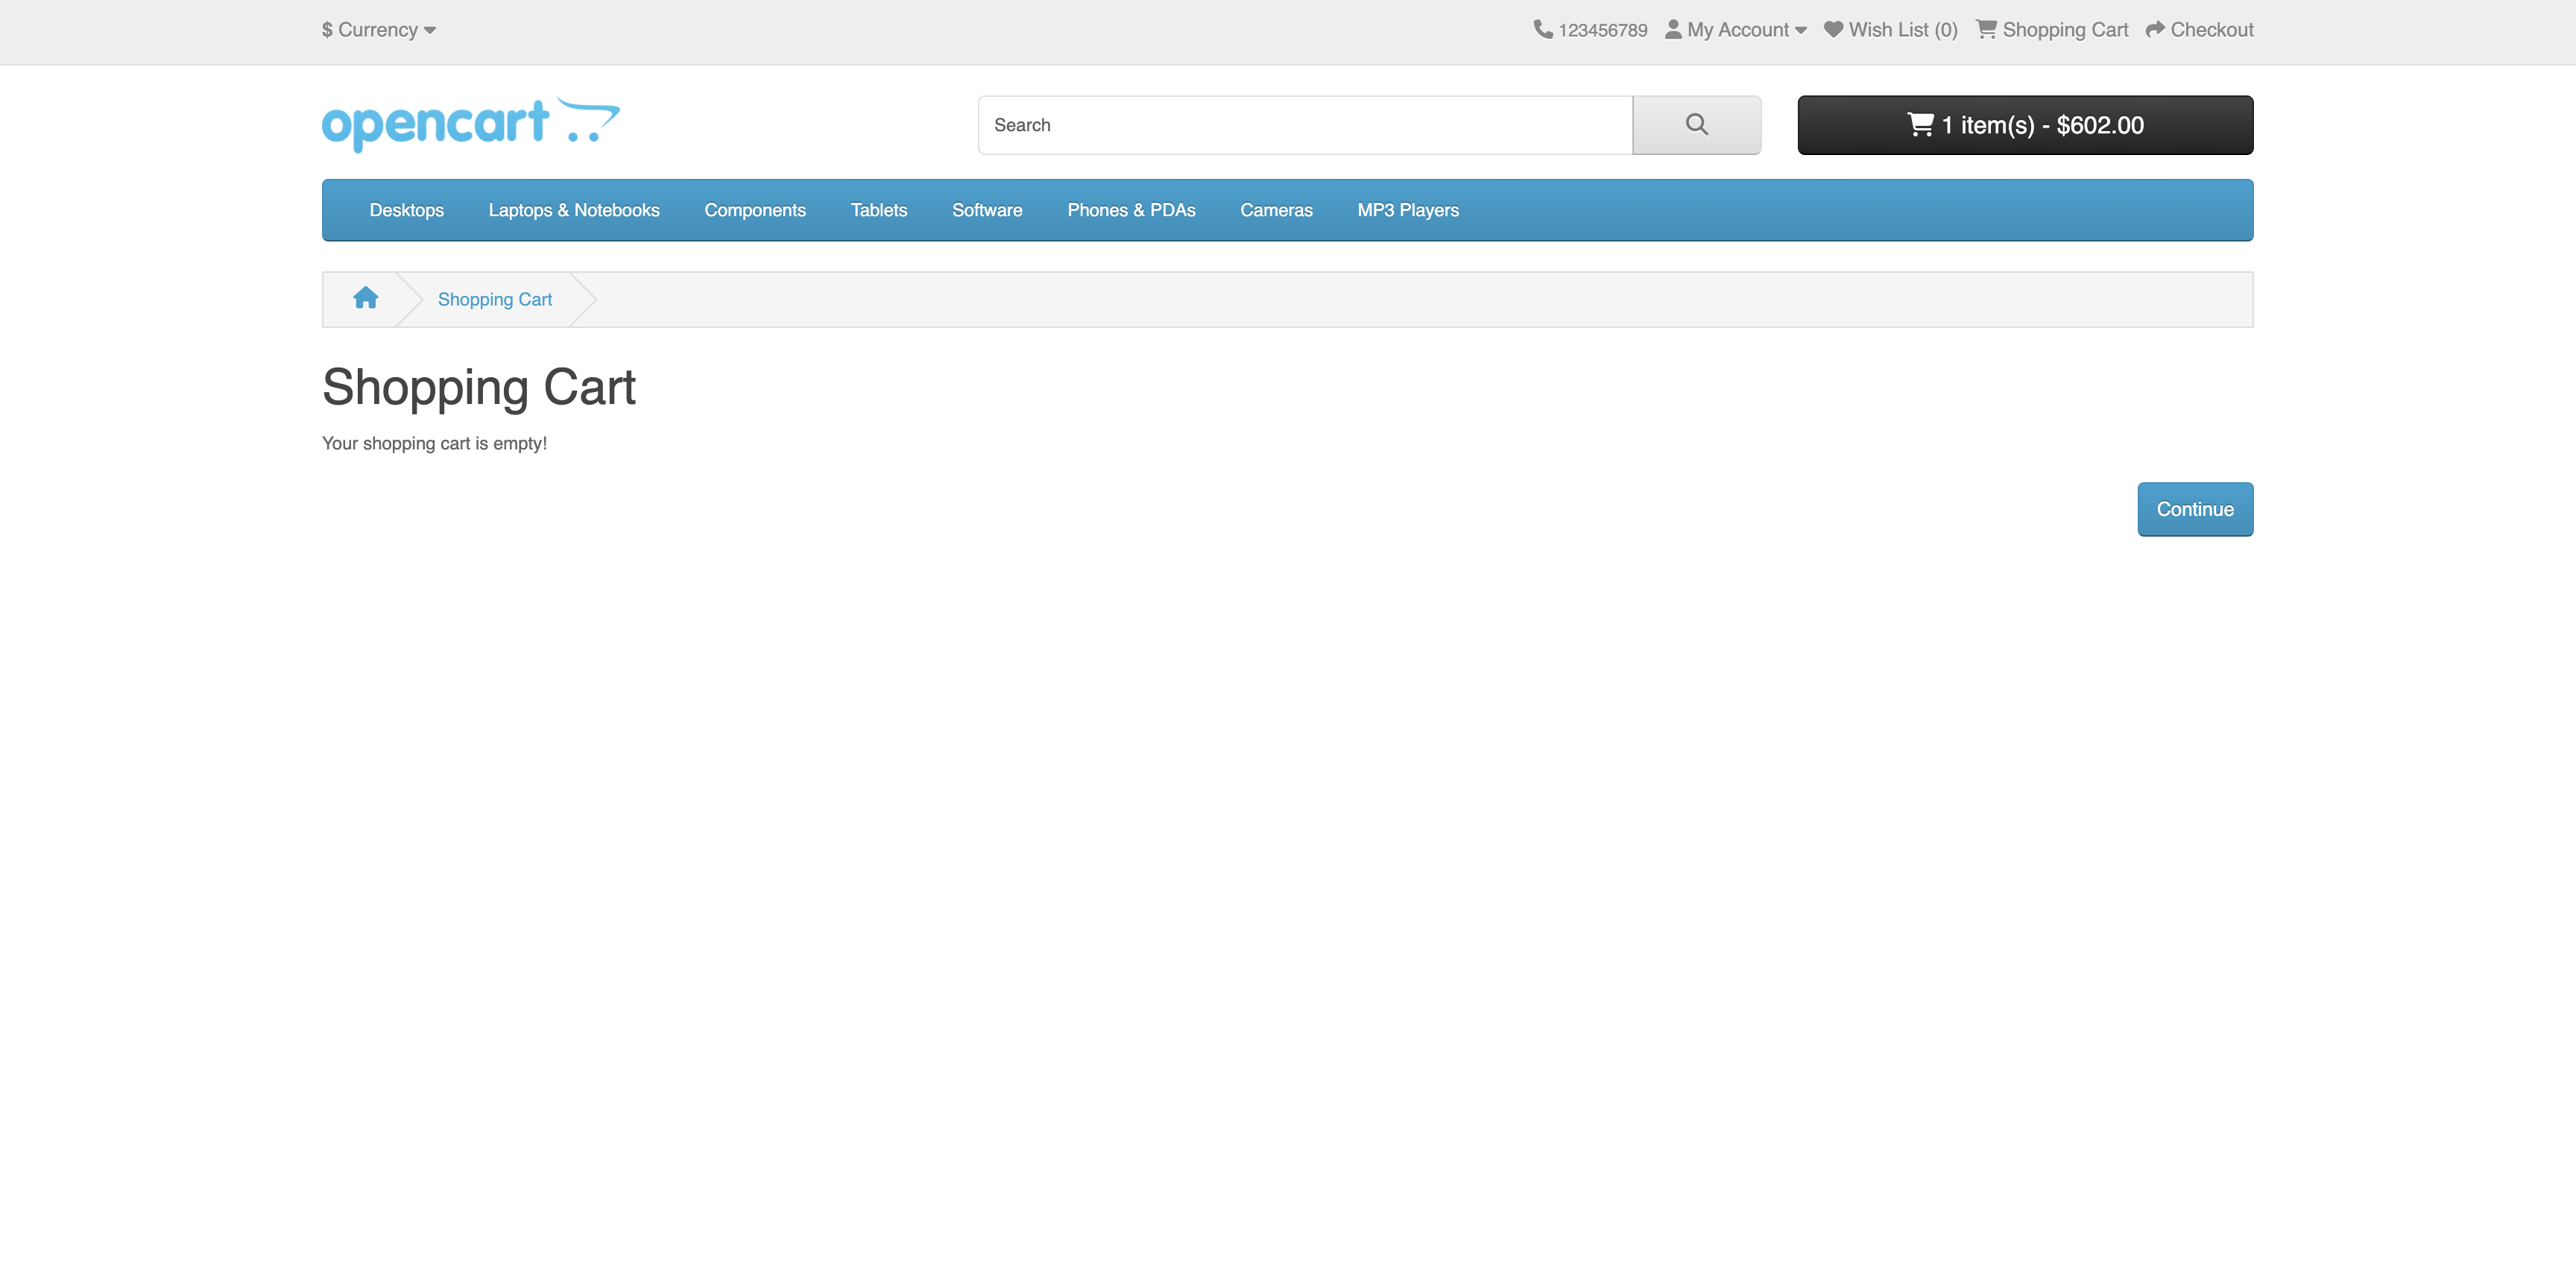 $ Currency
123456789 My Account Wish List (0) Shopping Cart Checkout
opencart
Search
1 item(s) - $602.00
Desktops Laptops & Notebooks Components Tablets Software Phones & PDAs Cameras MP3 Players
Shopping Cart
Shopping Cart
Your shopping cart is empty!
Continue